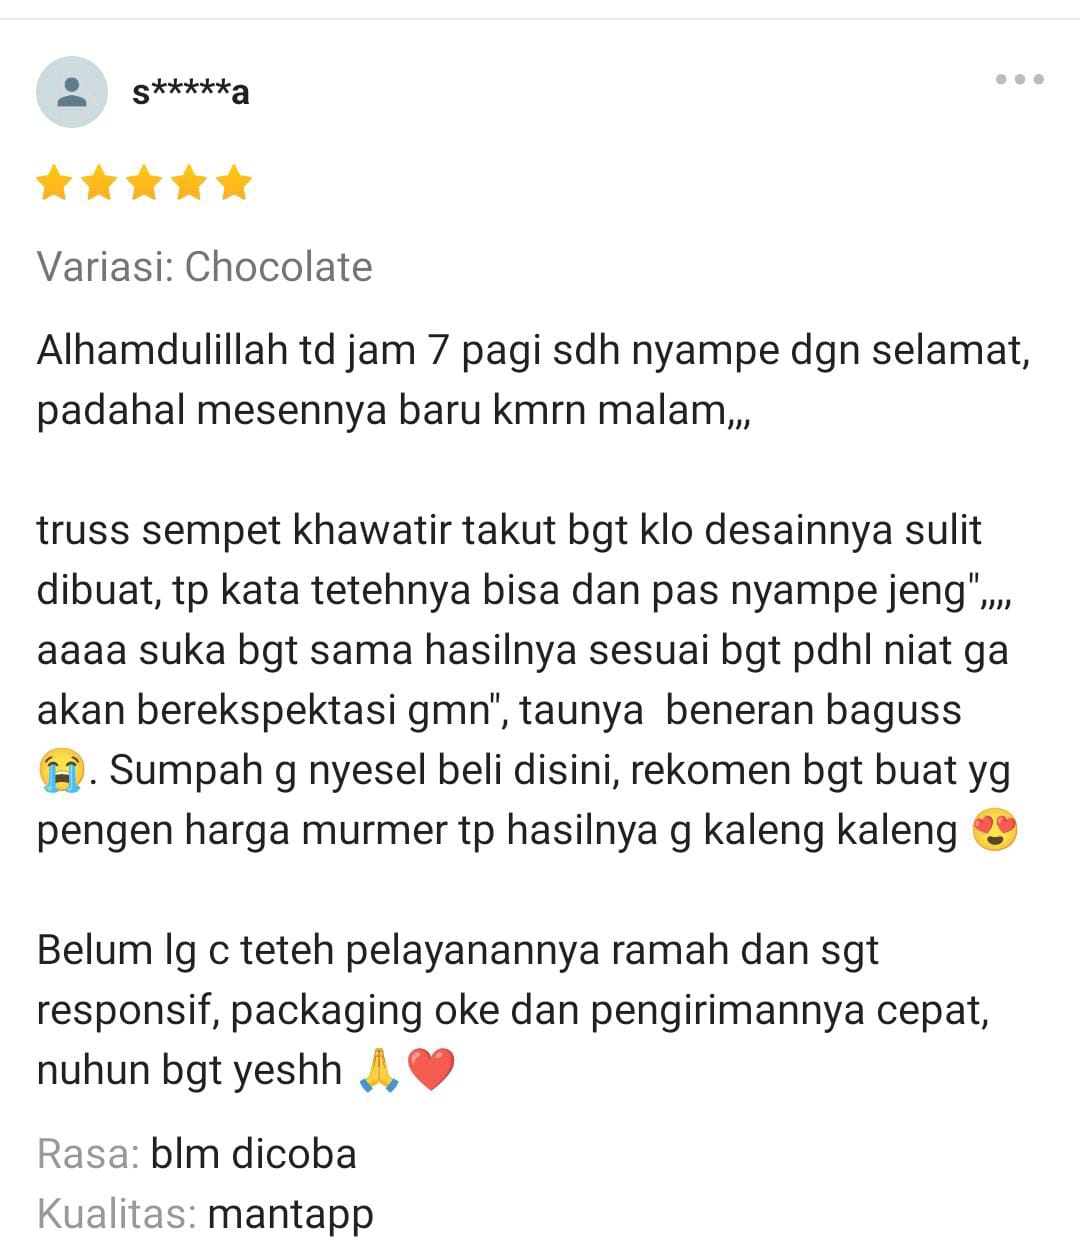 s*****a
Variasi: Chocolate
Alhamdulillah td jam 7 pagi sdh nyampe dgn selamat,
padahal mesennya baru kmrn malam,,,
truss sempet khawatir takut bgt klo desainnya sulit
dibuat, tp kata tetehnya bisa dan pas nyampe jeng",,,,
aaaa suka bgt sama hasilnya sesuai bgt pdhl niat ga
akan berekspektasi gmn", taunya  beneran baguss
😭. Sumpah g nyesel beli disini, rekomen bgt buat yg
pengen harga murmer tp hasilnya g kaleng kaleng 😍
Belum lg c teteh pelayanannya ramah dan sgt
responsif, packaging oke dan pengirimannya cepat,
nuhun bgt yeshh 🙏❤️
Rasa: blm dicoba
Kualitas: mantapp